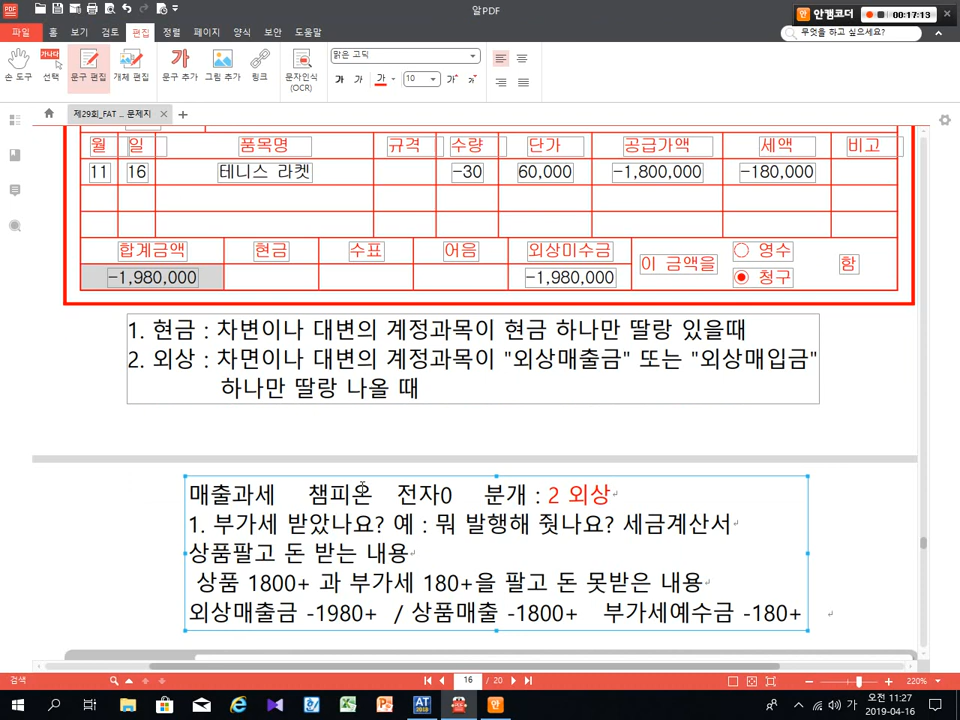 알PDF
안캠코더
00:17:13
파일 홈 보기 검토 편집 정렬 페이지 양식 보안 도움말
무엇을 하고 싶으세요?
가나다
맑은 고딕
10
손 도구 선택 문구 편집 개체 편집 문구 추가 그림 추가 링크 문자인식 (OCR)
제29회_FAT ... 문제지
월 일 품목명 규격 수량 단가 공급가액 세액 비고
11 16 테니스 라켓 -30 60,000 -1,800,000 -180,000
합계금액 현금 수표 어음 외상미수금 이 금액을 영수 함
-1,980,000 -1,980,000 청구
1. 현금 : 차변이나 대변의 계정과목이 현금 하나만 딸랑 있을때
2. 외상 : 차면이나 대변의 계정과목이 "외상매출금" 또는 "외상매입금"
하나만 딸랑 나올 때
매출과세 챔피온 전자0 분개 : 2 외상
1. 부가세 받았나요? 예 : 뭐 발행해 줫나요? 세금계산서
상품팔고 돈 받는 내용
상품 1800+ 과 부가세 180+을 팔고 돈 못받은 내용
외상매출금 -1980+ / 상품매출 -1800+ 부가세예수금 -180+
검색
16 / 20
220%
오전 11:27
2019-04-16